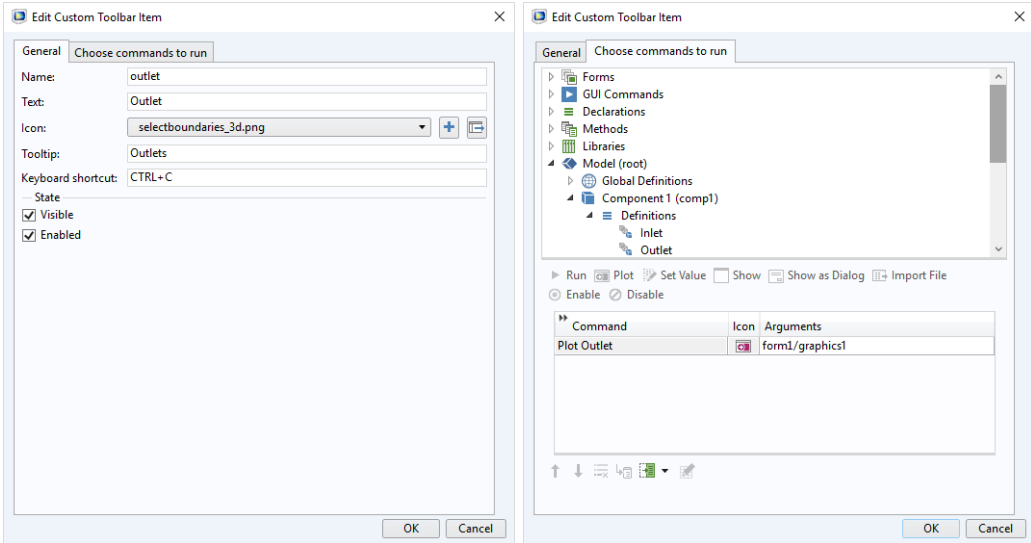 Edit Custom Toolbar Item
General Choose commands to run
Name: outlet
Text: Outlet
Icon: selectboundaries_3d.png
Tooltip: Outlets
Keyboard shortcut: CTRL+C
State
Visible
Enabled
OK Cancel
Edit Custom Toolbar Item
General Choose commands to run
Forms
GUI Commands
Declarations
Methods
Libraries
Model (root)
Global Definitions
Component 1 (comp1)
Definitions
Inlet
Outlet
Run Plot Set Value Show Show as Dialog Import File
Enable Disable
Command Icon Arguments
Plot Outlet form1/graphics1
OK Cancel